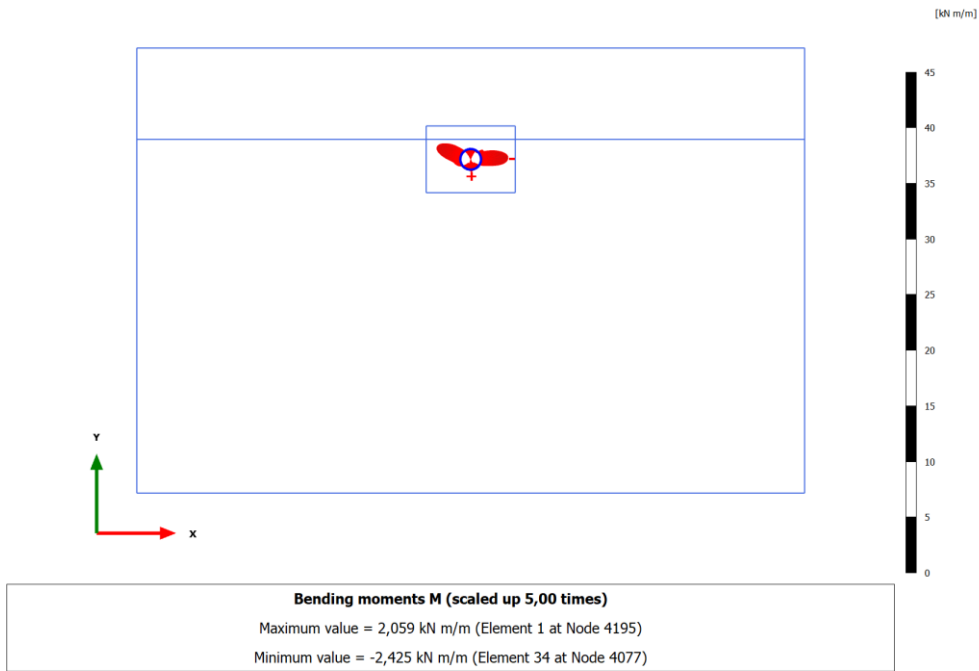 [kN m/m]
45
40
35
30
25
20
15
10
5
0
Y
X
Bending moments M (scaled up 5,00 times)
Maximum value = 2,059 kN m/m (Element 1 at Node 4195)
Minimum value = -2,425 kN m/m (Element 34 at Node 4077)